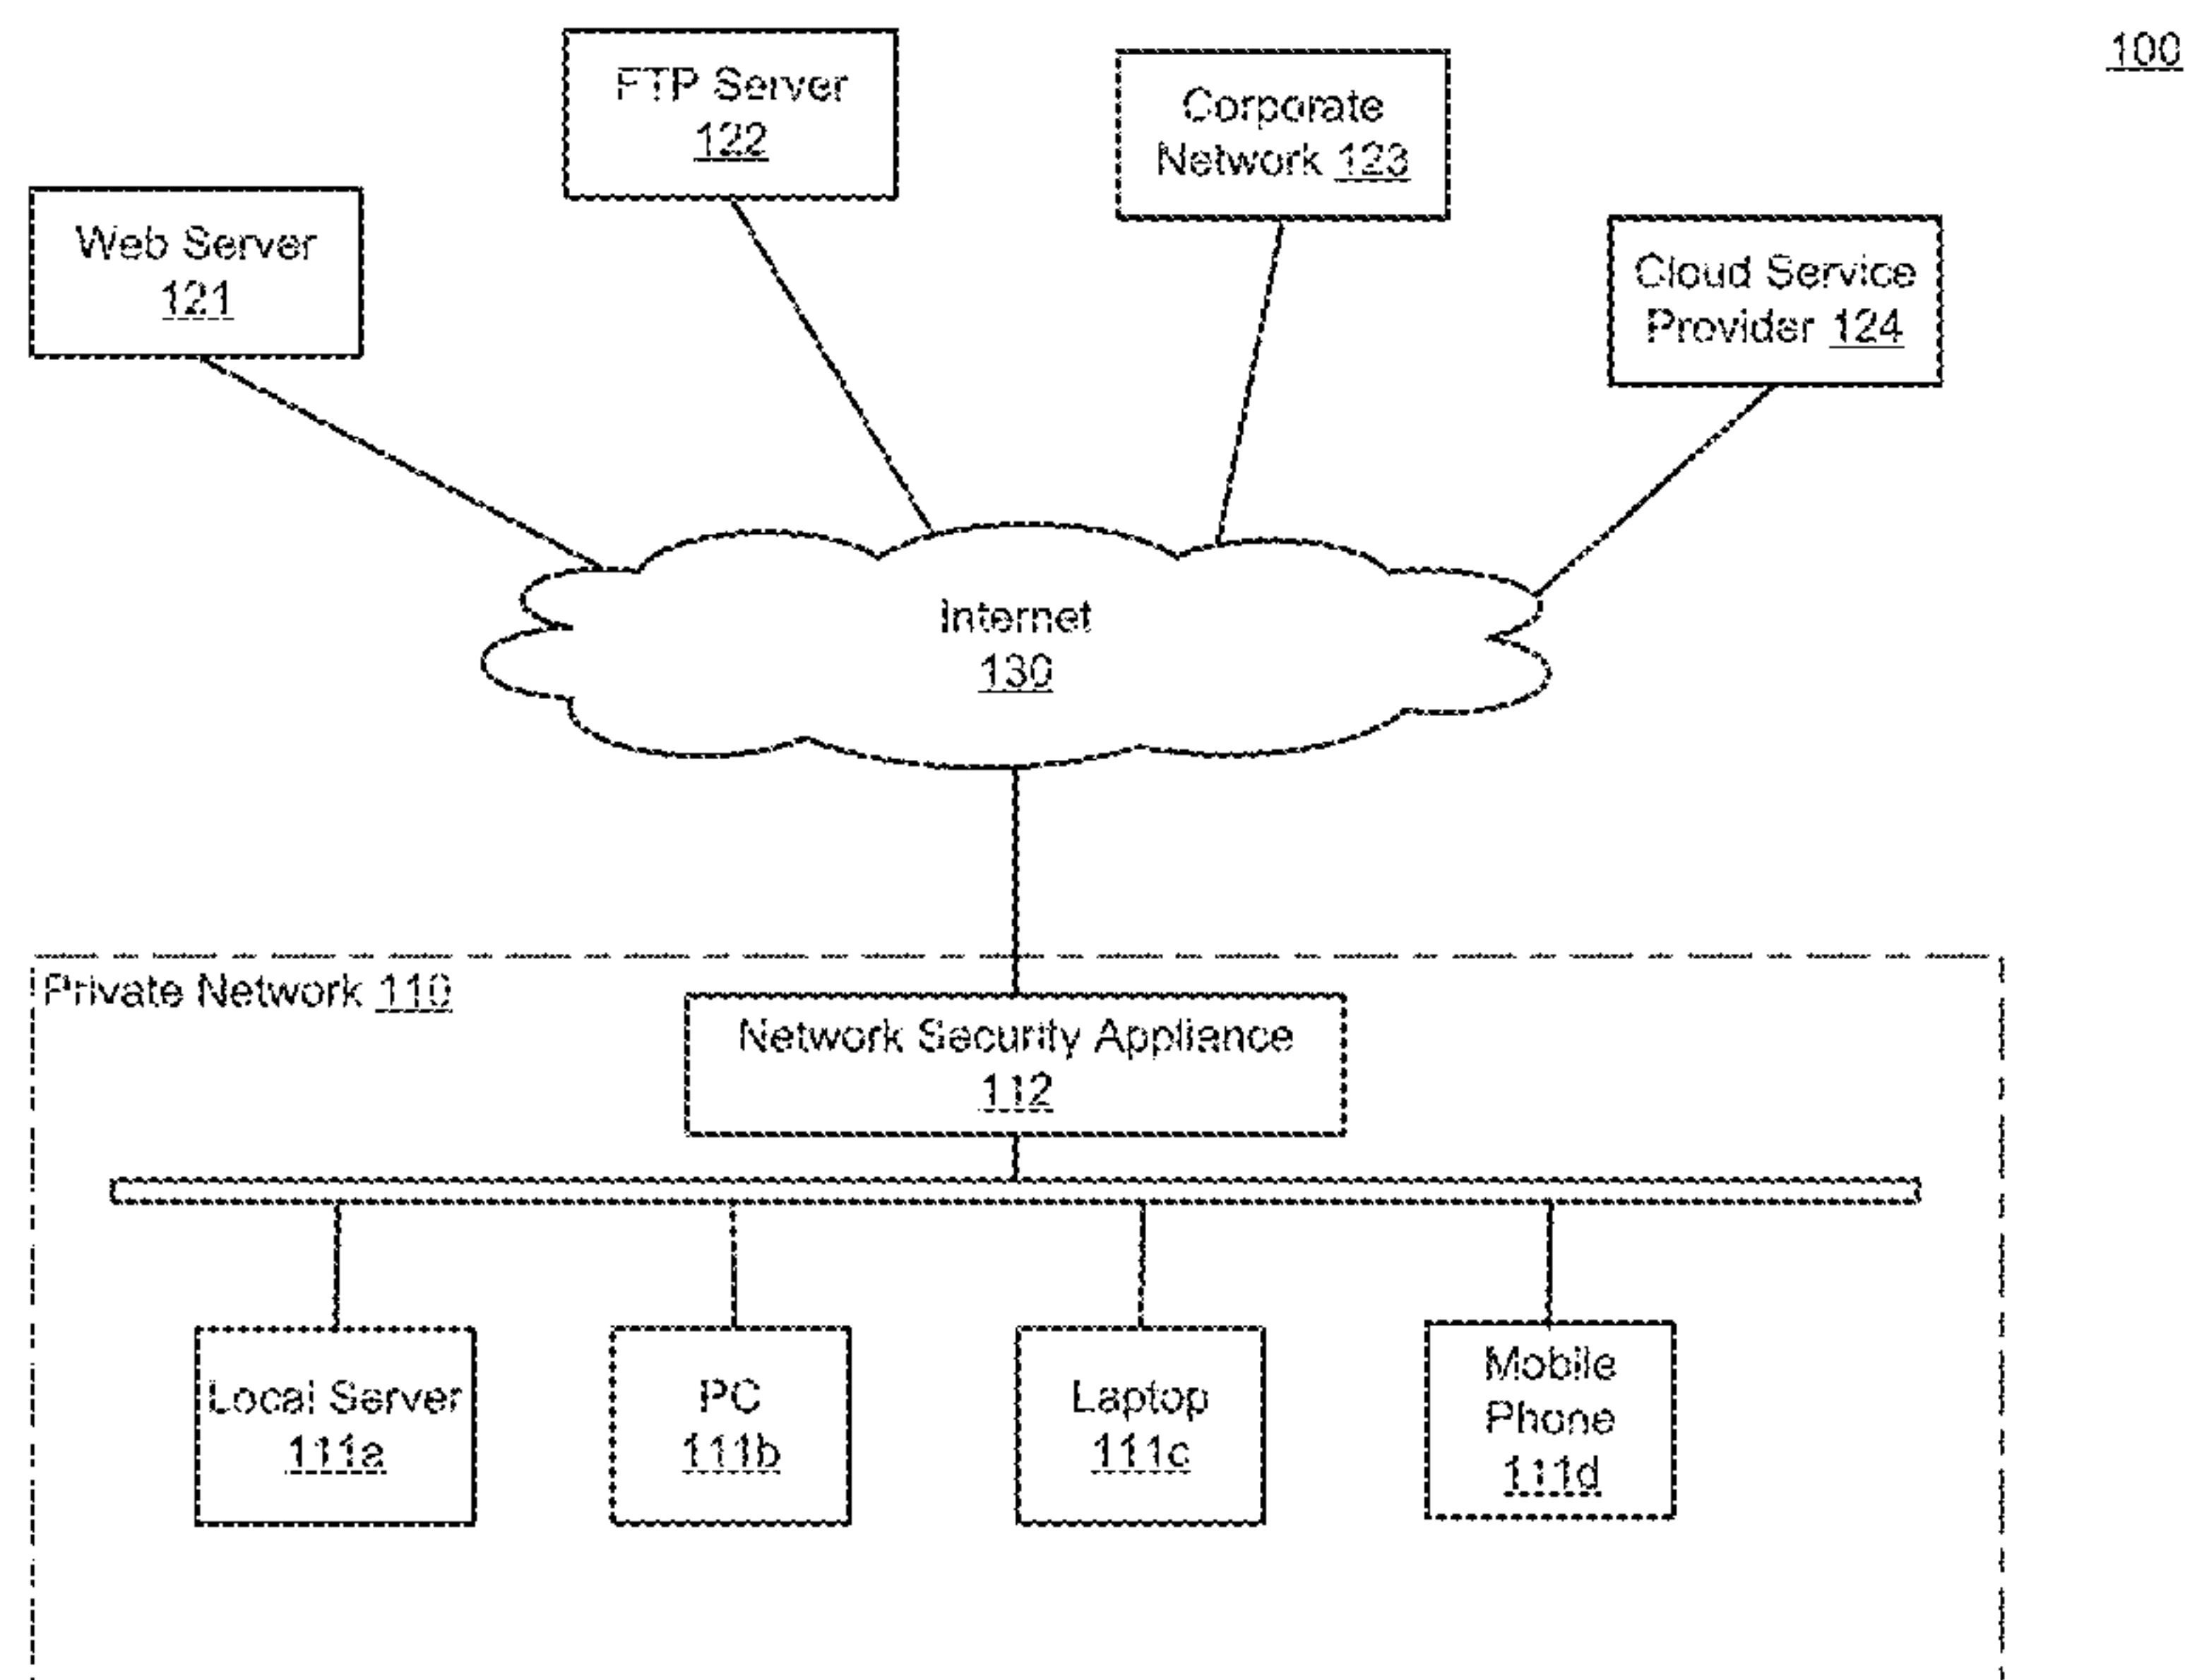 100
FTP Server
122
Corporate
Network 123
Web Server
121
Cloud Service
Provider 124
Internet
130
Private Network 110
Network Security Appliance
112
Local Server
111a
PC
111b
Laptop
111c
Mobile
Phone
111d